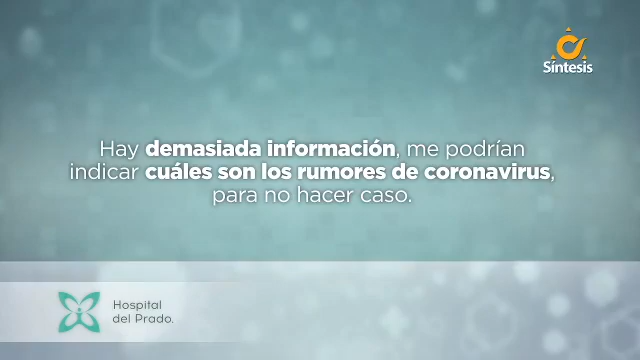 Síntesis
Hay demasiada información, me podrían
indicar cuáles son los rumores de coronavirus,
para no hacer caso.
Hospital
del Prado.